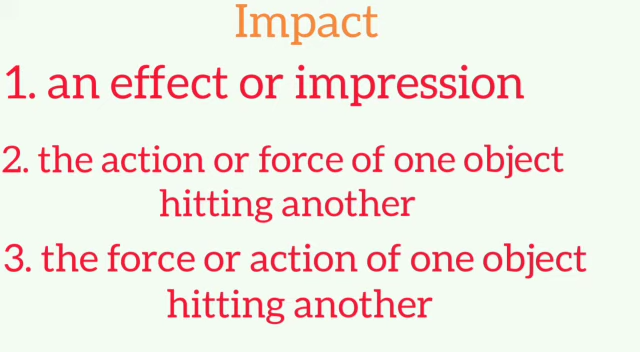 Impact
1. an effect or impression
2. the action or force of one object
hitting another
3. the force or action of one object
hitting another